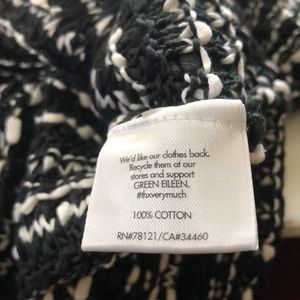 We'd like our clothes back.
Recycle them at our
stores and support
GREEN EILEEN.
#thxverymuch
100% COTTON
RN#78121/CA#34460